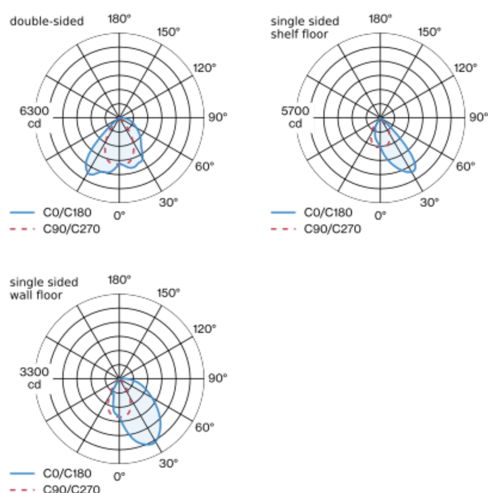 double-sided
180°
150°
120°
6300
cd
90°
60°
30°
0°
C0/C180
C90/C270
single sided
shelf floor
180°
150°
120°
5700
cd
90°
60°
30°
0°
C0/C180
C90/C270
single sided
wall floor
180°
150°
120°
3300
cd
90°
60°
30°
0°
C0/C180
C90/C270